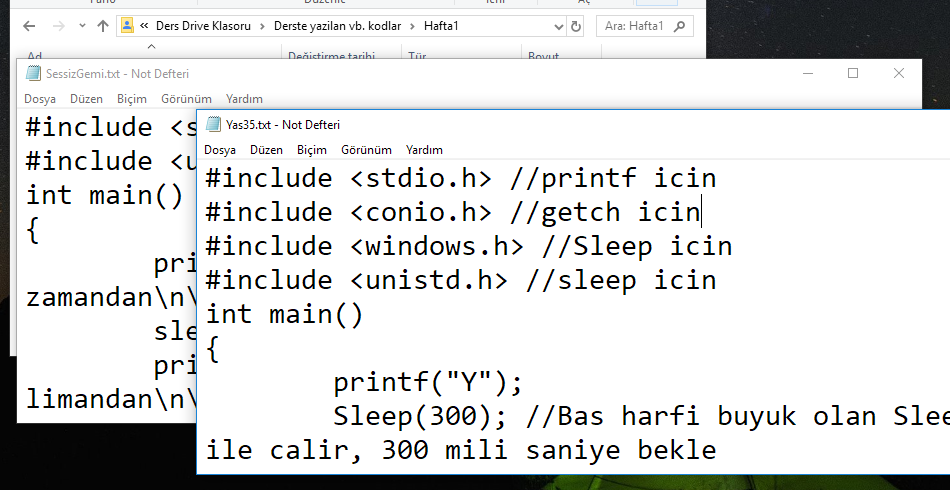 Ders Drive Klasoru > Derste yazilan vb. kodlar > Hafta1
Ara: Hafta1
Ad Değiştirme tarihi Boyut
SessizGemi.txt - Not Defteri
Dosya Düzen Biçim Görünüm Yardım
#include <s
#include <u
int main()
{
pri
zamandan\n\
sle
pri
limandan\n\
Yas35.txt - Not Defteri
Dosya Düzen Biçim Görünüm Yardım
#include <stdio.h> //printf icin
#include <conio.h> //getch icin
#include <windows.h> //Sleep icin
#include <unistd.h> //sleep icin
int main()
{
printf("Y");
Sleep(300); //Bas harfi buyuk olan Slee
ile calir, 300 mili saniye bekle